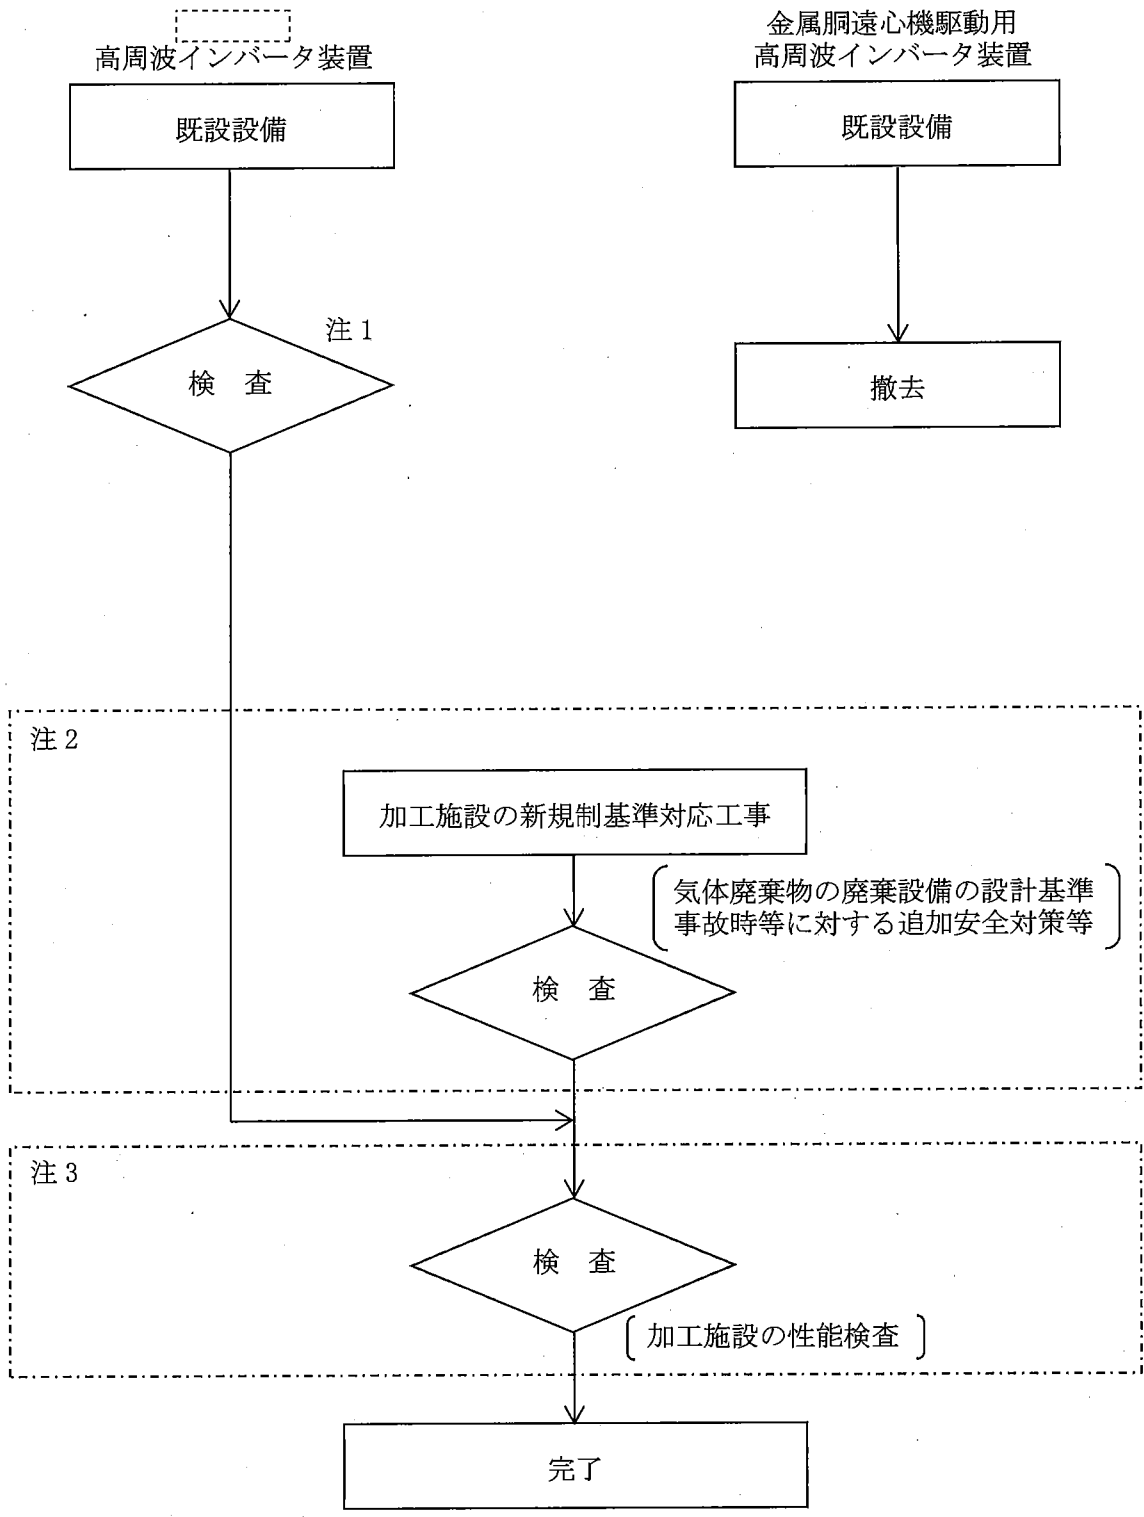 高周波インバータ装置
既設設備
注1
検 査
金属胴遠心機駆動用
高周波インバータ装置
既設設備
撤去
注2
加工施設の新規制基準対応工事
気体廃棄物の廃棄設備の設計基準
事故時等に対する追加安全対策等
検 査
注3
検 査
加工施設の性能検査
完了